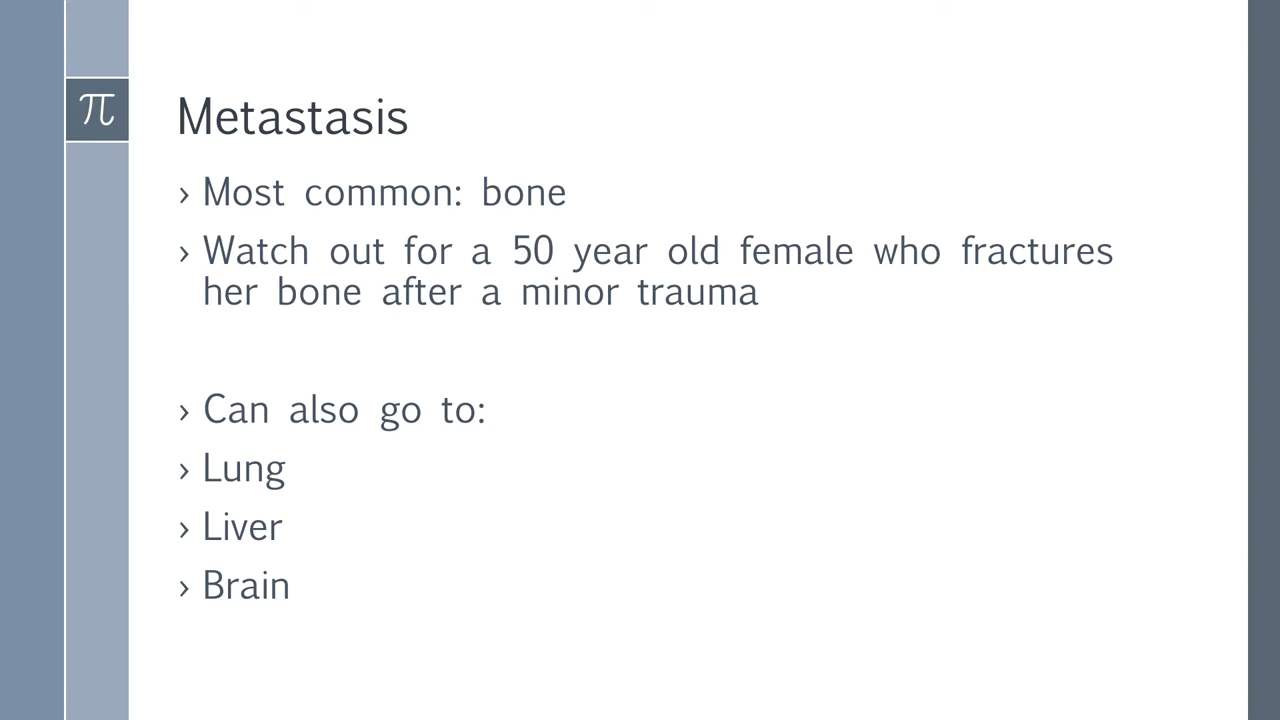 π
Metastasis
› Most common: bone
› Watch out for a 50 year old female who fractures
her bone after a minor trauma
› Can also go to:
› Lung
› Liver
› Brain